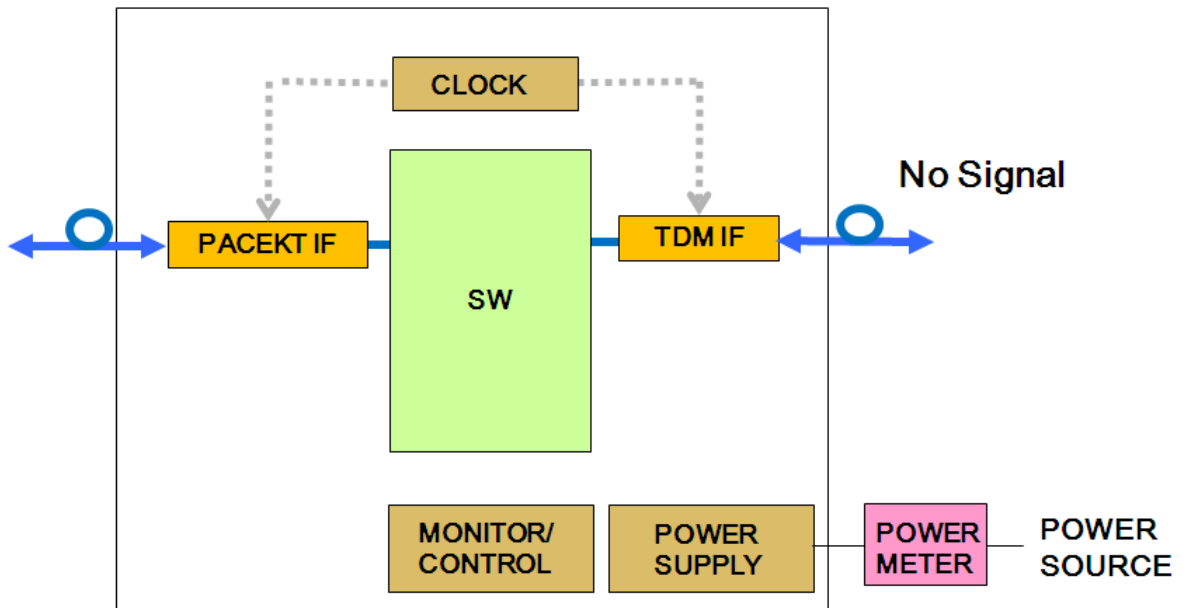 CLOCK
No Signal
PACEKT IF
TDM IF
SW
MONITOR/
CONTROL
POWER
SUPPLY
POWER
METER
POWER
SOURCE